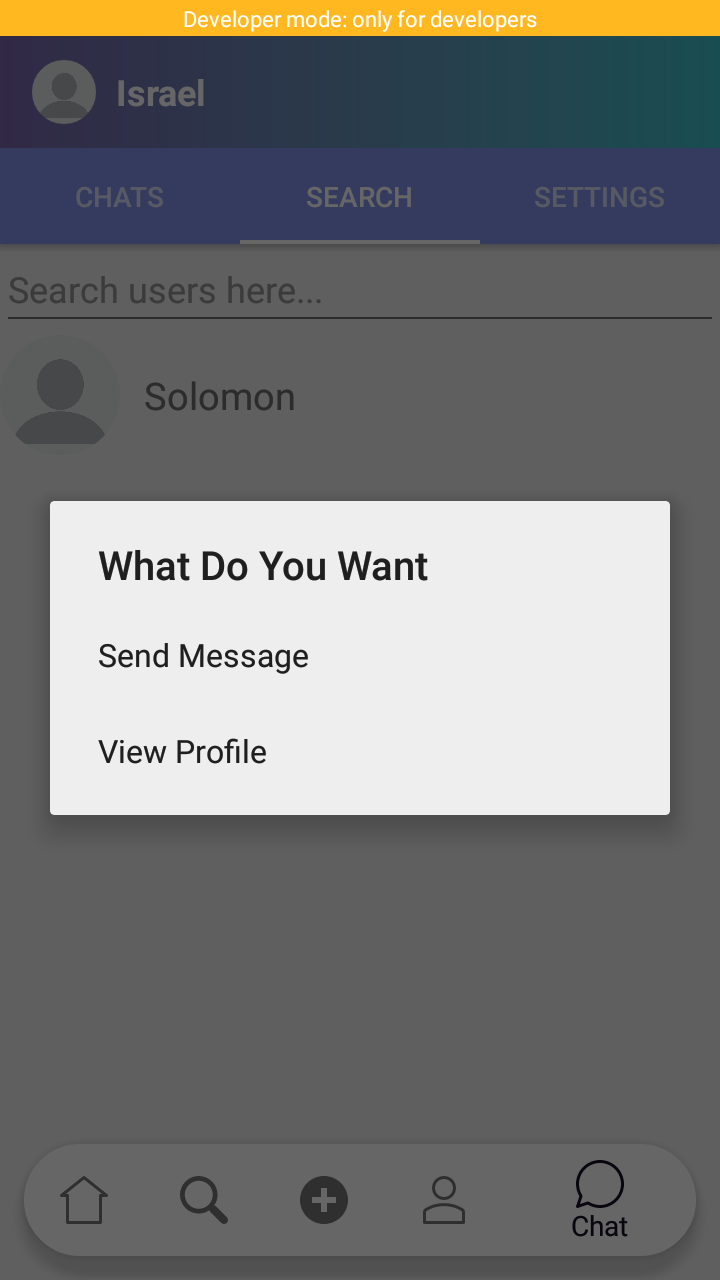 Developer mode: only for developers
Israel
CHATS SEARCH SETTINGS
Search users here...
Solomon
What Do You Want
Send Message
View Profile
Chat